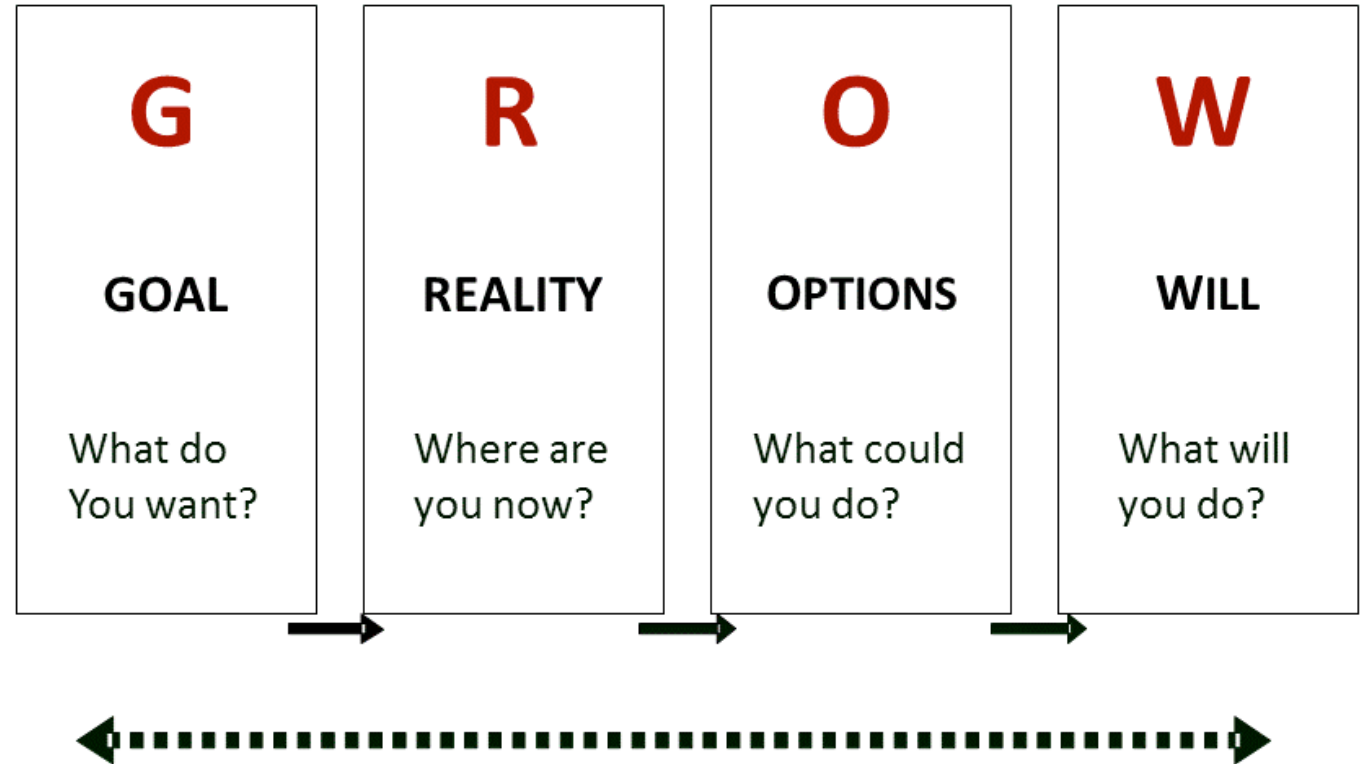 G
GOAL
What do
You want?
R
REALITY
Where are
you now?
O
OPTIONS
What could
you do?
W
WILL
What will
you do?